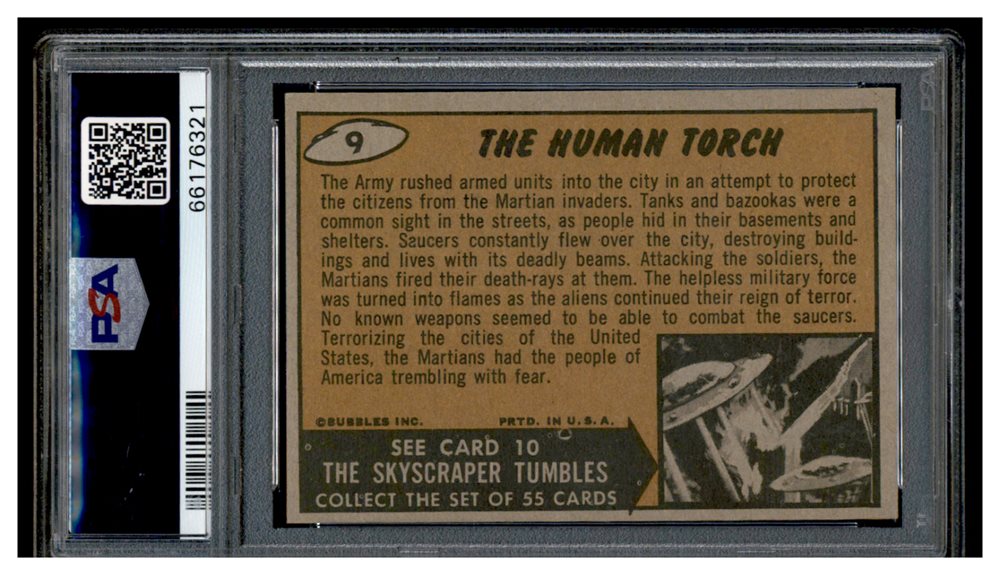 66176321
PSA
9
THE HUMAN TORCH
The Army rushed armed units into the city in an attempt to protect
the citizens from the Martian invaders. Tanks and bazookas were a
common sight in the streets, as people hid in their basements and
shelters. Saucers constantly flew over the city, destroying build-
ings and lives with its deadly beams. Attacking the soldiers, the
Martians fired their death-rays at them. The helpless military force
was turned into flames as the aliens continued their reign of terror.
No known weapons seemed to be able to combat the saucers.
Terrorizing the cities of the United
States, the Martians had the people of
America trembling with fear.
©BUBBLES INC. PRTD. IN U.S.A.
SEE CARD 10
THE SKYSCRAPER TUMBLES
COLLECT THE SET OF 55 CARDS